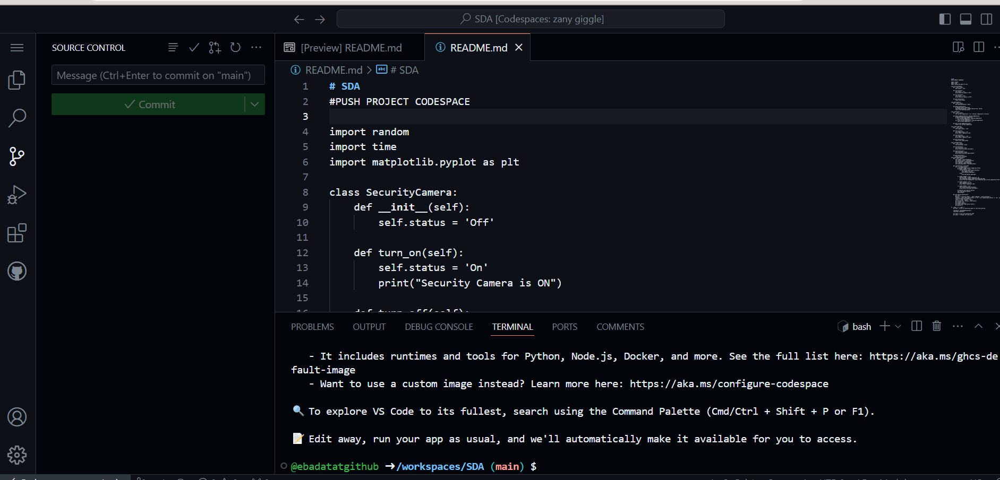 SDA [Codespaces: zany giggle]
SOURCE CONTROL
Message (Ctrl+Enter to commit on "main")
Commit
[Preview] README.md
README.md
README.md > # SDA
1 # SDA
2 #PUSH PROJECT CODESPACE
3
4 import random
5 import time
6 import matplotlib.pyplot as plt
7
8 class SecurityCamera:
9 def __init__(self):
10 self.status = 'Off'
11
12 def turn_on(self):
13 self.status = 'On'
14 print("Security Camera is ON")
15
16 def turn_off(self):
PROBLEMS OUTPUT DEBUG CONSOLE TERMINAL PORTS COMMENTS
bash
- It includes runtimes and tools for Python, Node.js, Docker, and more. See the full list here: https://aka.ms/ghcs-de
fault-image
- Want to use a custom image instead? Learn more here: https://aka.ms/configure-codespace
To explore VS Code to its fullest, search using the Command Palette (Cmd/Ctrl + Shift + P or F1).
Edit away, run your app as usual, and we'll automatically make it available for you to access.
@ebadatatgithub ➜/workspaces/SDA (main) $